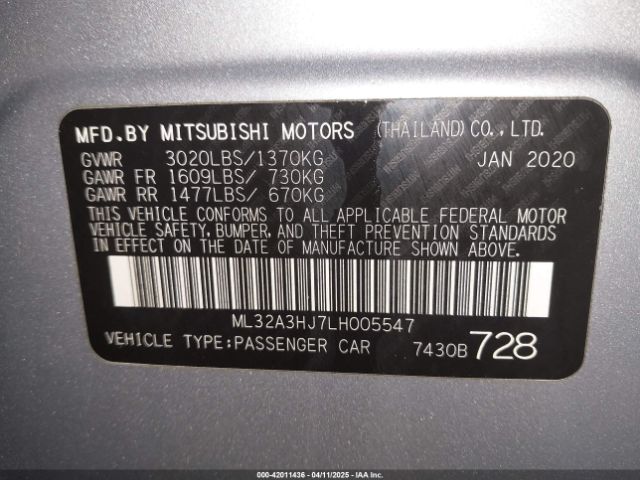 MFD.BY MITSUBISHI MOTORS (THAILAND)CO.,LTD.
GVWR 3020LBS/1370KG JAN 2020
GAWR FR 1609LBS/ 730KG
GAWR RR 1477LBS/ 670KG
THIS VEHICLE CONFORMS TO ALL APPLICABLE FEDERAL MOTOR
VEHICLE SAFETY, BUMPER, AND THEFT PREVENTION STANDARDS
IN EFFECT ON THE DATE OF MANUFACTURE SHOWN ABOVE.
ML32A3HJ7LH005547
VEHICLE TYPE:PASSENGER CAR 7430B 728
000-42011436 - 04/11/2025 - IAA Inc.